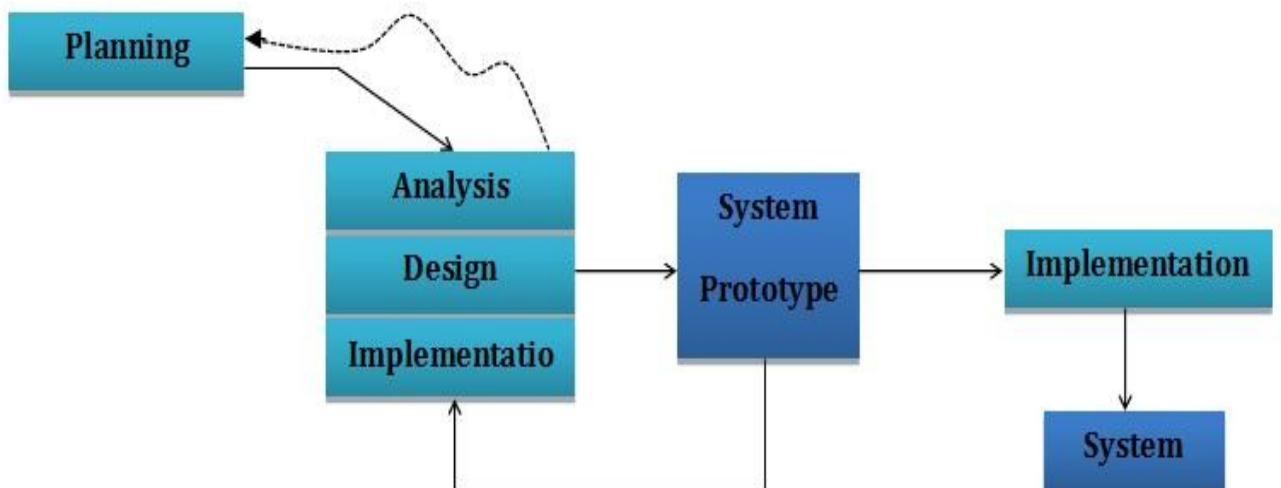 Planning
Analysis
Design
Implementatio
System
Prototype
Implementation
System